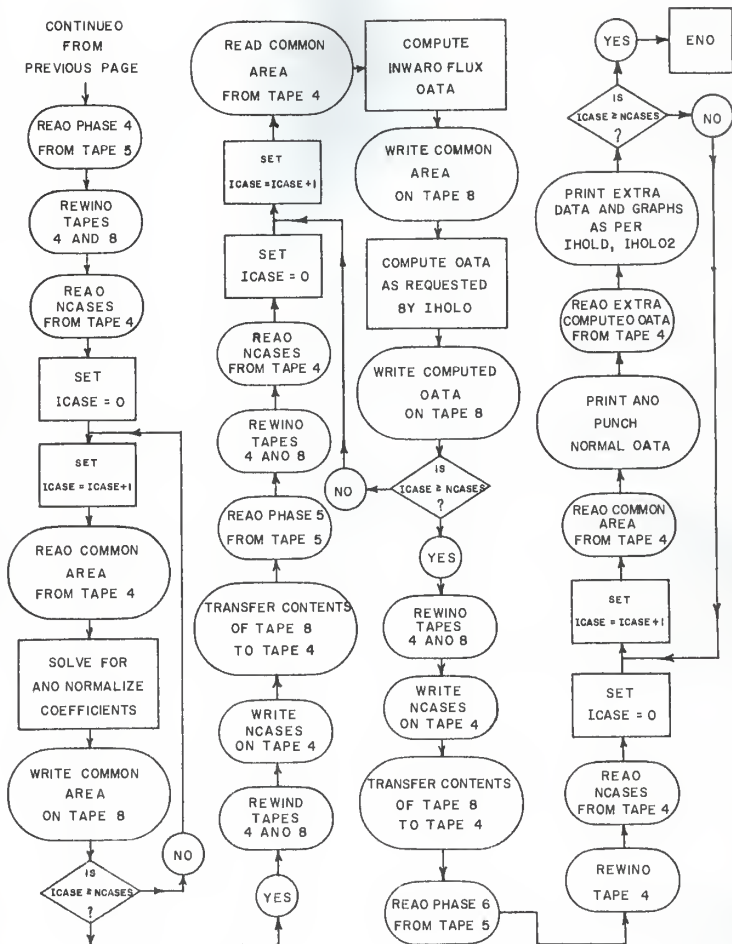 CONTINUEO
FROM
PREVIOUS PAGE
REAO PHASE 4
FROM TAPE 5
REWINO
TAPES
4 AND 8
REAO
NCASES
FROM TAPE 4
SET
ICASE = 0
SET
ICASE = ICASE+1
REAO COMMON
AREA
FROM TAPE 4
SOLVE FOR
ANO NORMALIZE
COEFFICIENTS
WRITE COMMON
AREA
ON TAPE 8
IS
ICASE ≥ NCASES
?
NO
YES
REWIND
TAPES
4 ANO 8
WRITE
NCASES
ON TAPE 4
TRANSFER CONTENTS
OF TAPE 8
TO TAPE 4
REAO PHASE 5
FROM TAPE 5
REWINO
TAPES
4 ANO 8
REAO
NCASES
FROM TAPE 4
SET
ICASE = 0
SET
ICASE = ICASE+1
READ COMMON
AREA
FROM TAPE 4
COMPUTE
INWARO FLUX
OATA
WRITE COMMON
AREA
ON TAPE 8
COMPUTE OATA
AS REQUESTED
BY IHOLO
WRITE COMPUTED
OATA
ON TAPE 8
IS
ICASE ≥ NCASES
?
NO
YES
REWINO
TAPES
4 ANO 8
WRITE
NCASES
ON TAPE 4
TRANSFER CONTENTS
OF TAPE 8
TO TAPE 4
REAO PHASE 6
FROM TAPE 5
REWINO
TAPE 4
REAO
NCASES
FROM TAPE 4
SET
ICASE = 0
SET
ICASE = ICASE+1
REAO COMMON
AREA
FROM TAPE 4
PRINT AND
PUNCH
NORMAL OATA
REAO EXTRA
COMPUTEO OATA
FROM TAPE 4
PRINT EXTRA
DATA AND GRAPHS
AS PER
IHOLD, IHOLO2
IS
ICASE ≥ NCASES
?
NO
YES
ENO